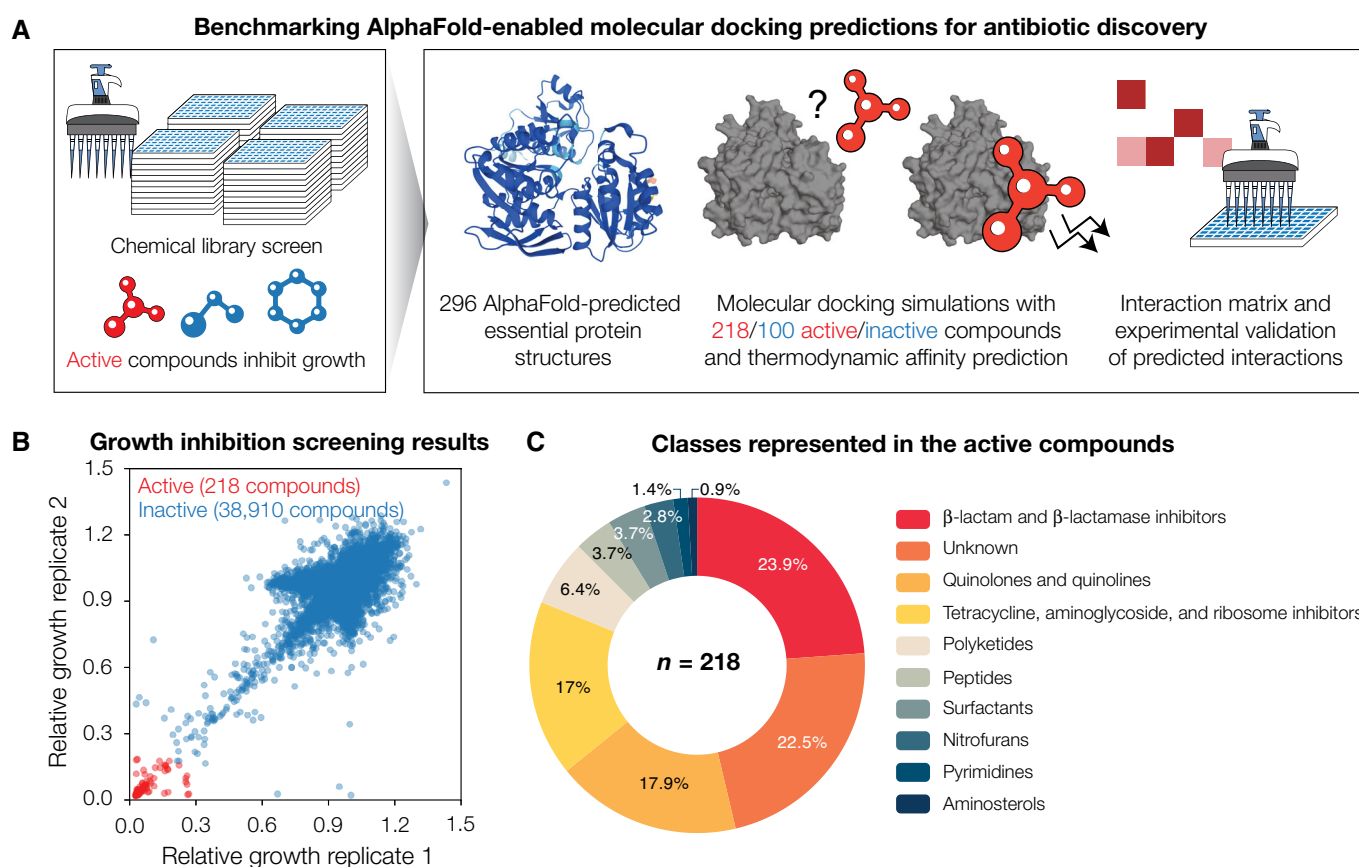 A
Benchmarking AlphaFold-enabled molecular docking predictions for antibiotic discovery
Chemical library screen
Active compounds inhibit growth
?
296 AlphaFold-predicted
essential protein
structures
Molecular docking simulations with
218/100 active/inactive compounds
and thermodynamic affinity prediction
Interaction matrix and
experimental validation
of predicted interactions
B
Growth inhibition screening results
Active (218 compounds)
Inactive (38,910 compounds)
Relative growth replicate 2
1.5
1.2
0.9
0.6
0.3
0.0
0.0 0.3 0.6 0.9 1.2 1.5
Relative growth replicate 1
C
Classes represented in the active compounds
1.4% 0.9%
2.8%
3.7%
3.7%
6.4%
17%
17.9%
22.5%
23.9%
n = 218
β-lactam and β-lactamase inhibitors
Unknown
Quinolones and quinolines
Tetracycline, aminoglycoside, and ribosome inhibitors
Polyketides
Peptides
Surfactants
Nitrofurans
Pyrimidines
Aminosterols